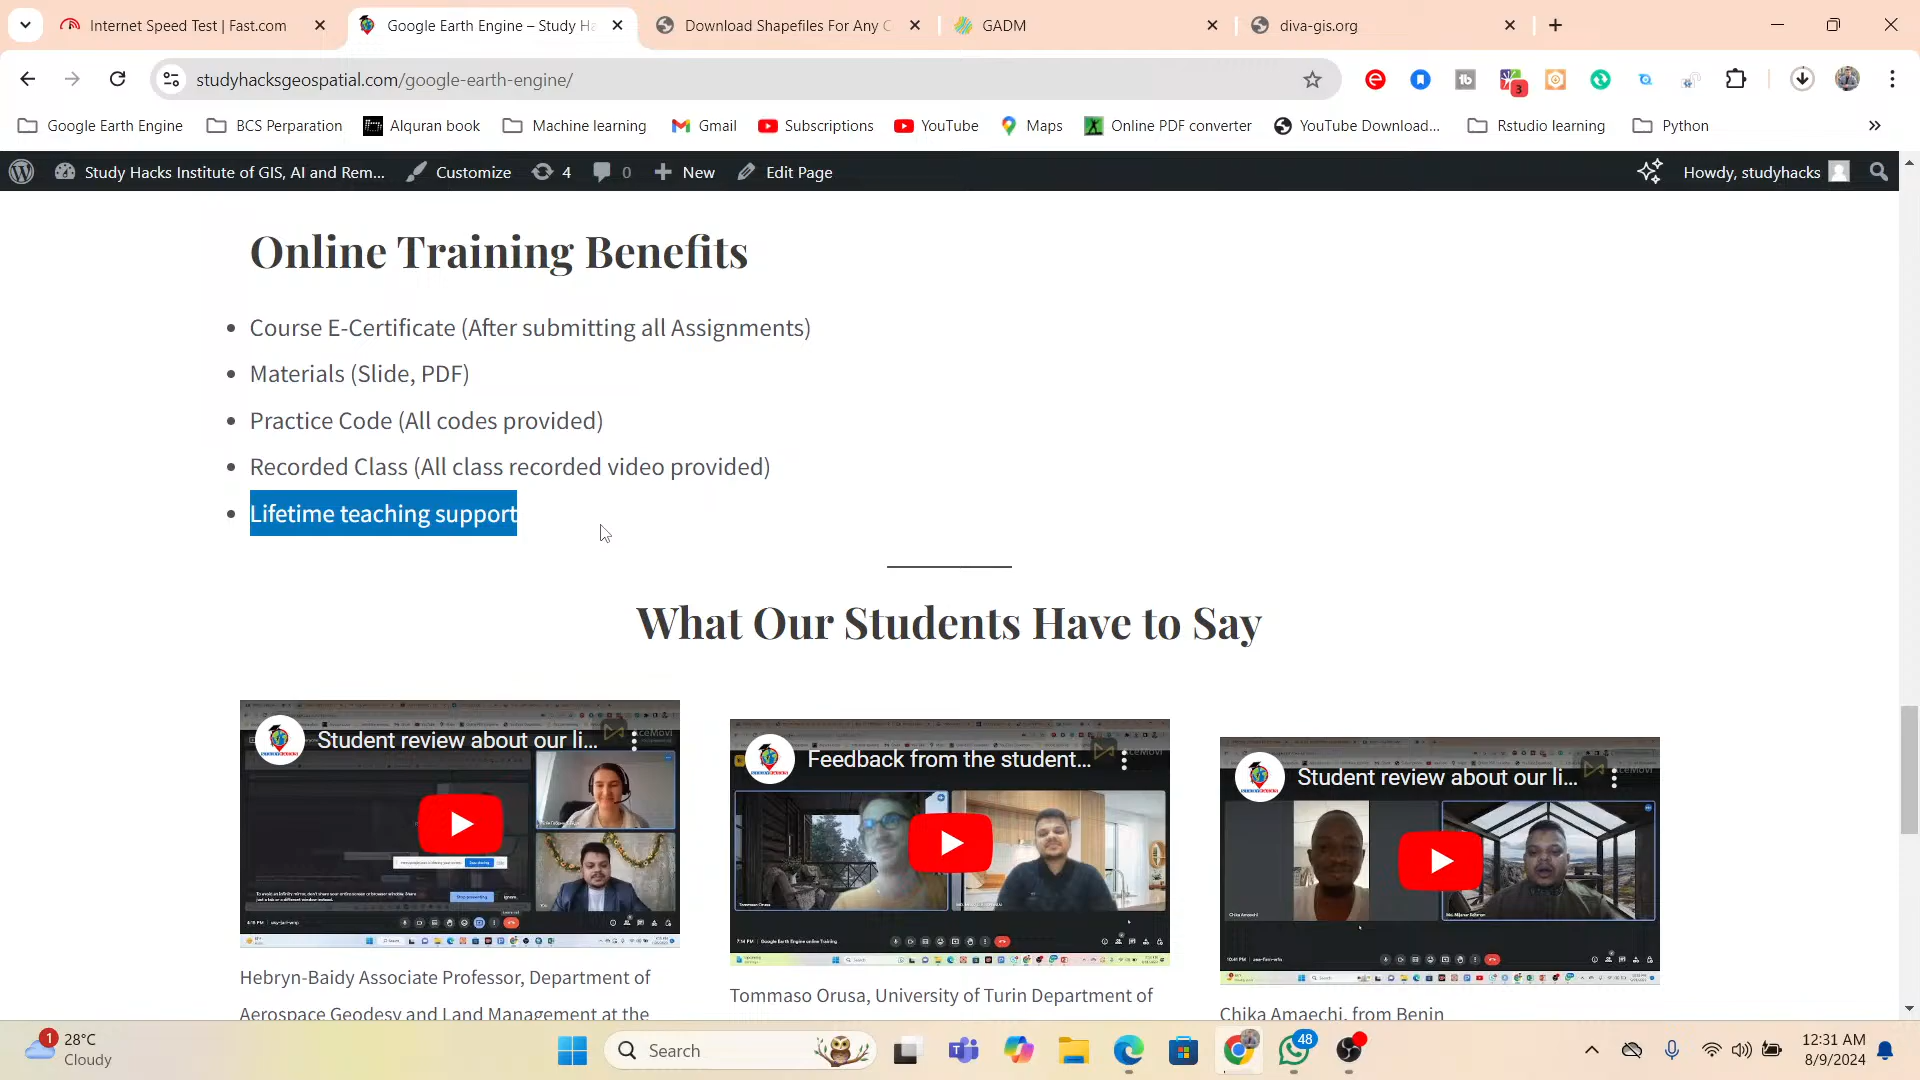 Internet Speed Test | Fast.com
Google Earth Engine – Study Ha
Download Shapefiles For Any C
GADM
diva-gis.org
studyhacksgeospatial.com/google-earth-engine/
3
Google Earth Engine
BCS Perparation
Alquran book
Machine learning
Gmail
Subscriptions
YouTube
Maps
Online PDF converter
YouTube Download...
Rstudio learning
Python
Study Hacks Institute of GIS, AI and Rem...
Customize
4
0
New
Edit Page
Howdy, studyhacks
Online Training Benefits
Course E-Certificate (After submitting all Assignments)
Materials (Slide, PDF)
Practice Code (All codes provided)
Recorded Class (All class recorded video provided)
Lifetime teaching support
What Our Students Have to Say
Student review about our li...
Feedback from the student...
Student review about our li...
Hebryn-Baidy Associate Professor, Department of
Aerospace Geodesy and Land Management at the
Tommaso Orusa, University of Turin Department of
Chika Amaechi, from Benin
1
28°C
Cloudy
Search
48
12:31 AM
8/9/2024